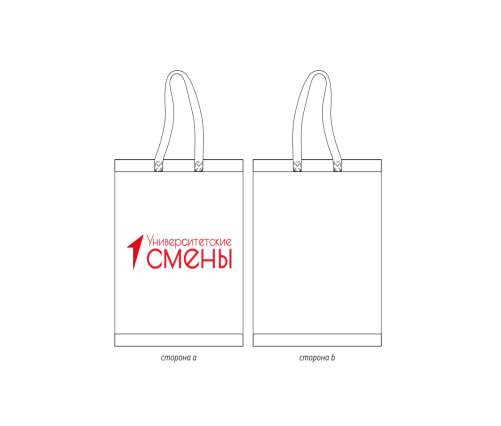 Университетские
смены
сторона а
сторона b